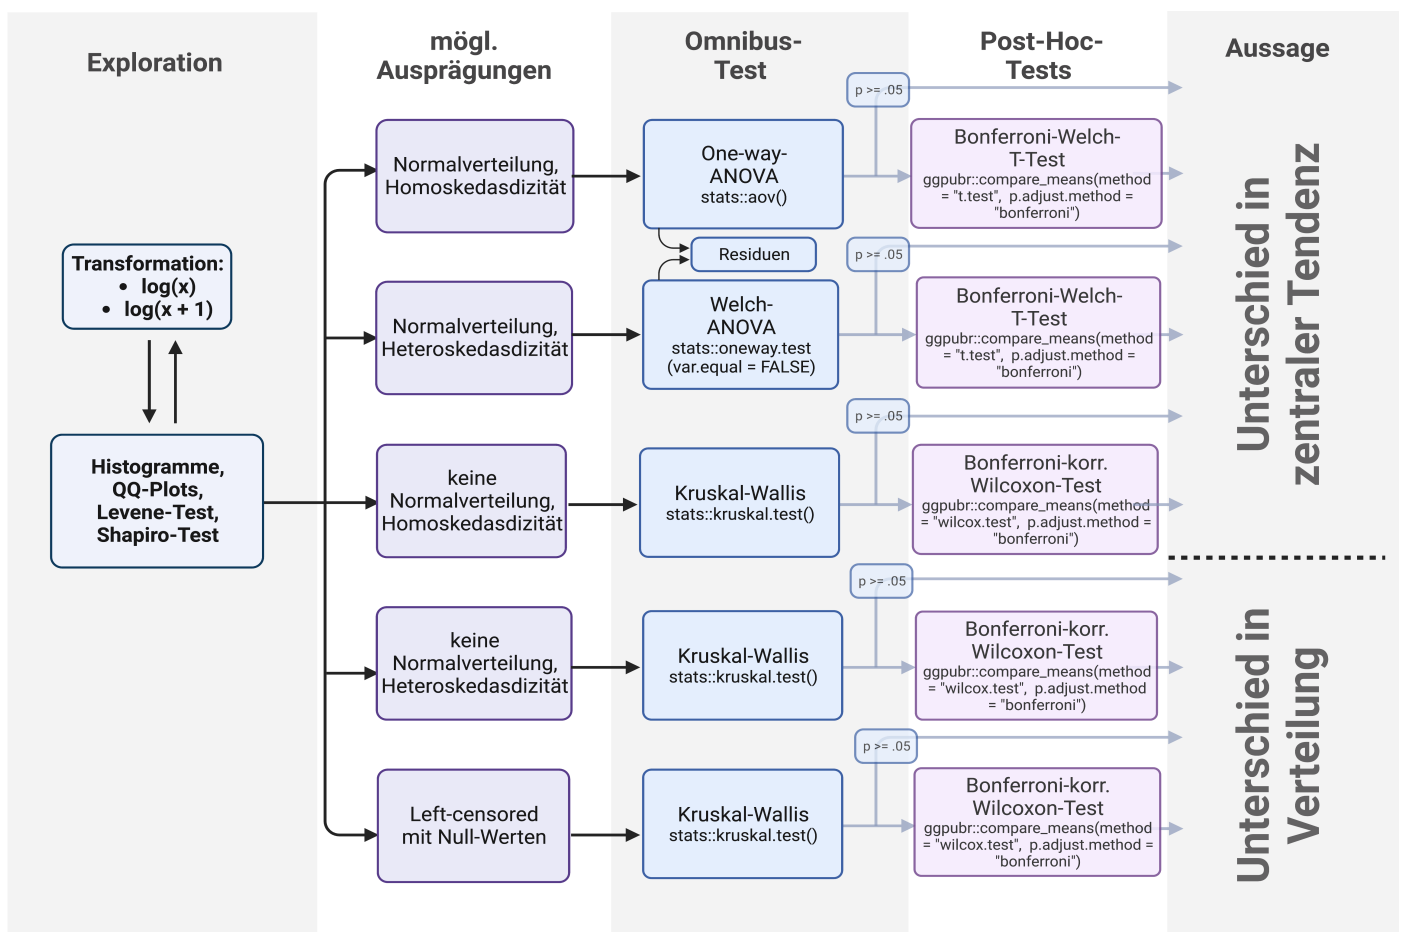 Exploration
mögl.
Ausprägungen
Omnibus-
Test
Post-Hoc-
Tests
Aussage
Transformation:
• log(x)
• log(x + 1)
Histogramme,
QQ-Plots,
Levene-Test,
Shapiro-Test
Normalverteilung,
Homoskedasdizität
One-way-
ANOVA
stats::aov()
p >= .05
Bonferroni-Welch-
T-Test
ggpubr::compare_means(method
= "t.test", p.adjust.method =
"bonferroni")
Residuen
Normalverteilung,
Heteroskedasdizität
Welch-
ANOVA
stats::oneway.test
(var.equal = FALSE)
p >= .05
Bonferroni-Welch-
T-Test
ggpubr::compare_means(method
= "t.test", p.adjust.method =
"bonferroni")
keine
Normalverteilung,
Homoskedasdizität
Kruskal-Wallis
stats::kruskal.test()
p >= .05
Bonferroni-korr.
Wilcoxon-Test
ggpubr::compare_means(method
= "wilcox.test", p.adjust.method =
"bonferroni")
keine
Normalverteilung,
Heteroskedasdizität
Kruskal-Wallis
stats::kruskal.test()
p >= .05
Bonferroni-korr.
Wilcoxon-Test
ggpubr::compare_means(method
= "wilcox.test", p.adjust.method
= "bonferroni")
Left-censored
mit Null-Werten
Kruskal-Wallis
stats::kruskal.test()
p >= .05
Bonferroni-korr.
Wilcoxon-Test
ggpubr::compare_means(method
= "wilcox.test", p.adjust.method =
"bonferroni")
Unterschied in
zentraler Tendenz
Unterschied in
Verteilung